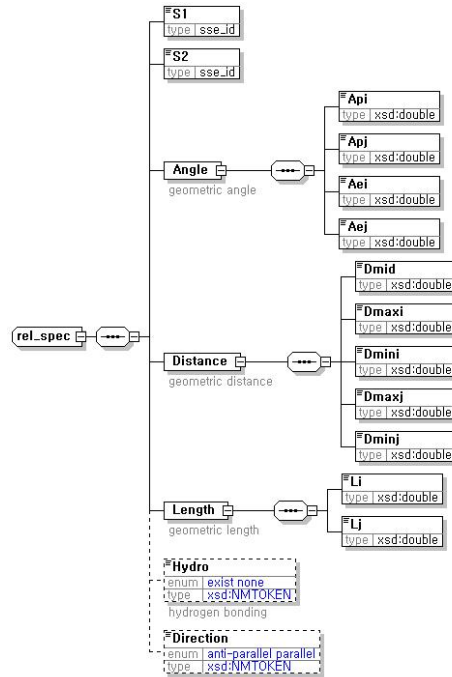 S1
type sse_id
S2
type sse_id
Angle
geometric angle
Api
type xsd:double
Apj
type xsd:double
Aei
type xsd:double
Aej
type xsd:double
rel_spec
Distance
geometric distance
Dmid
type xsd:double
Dmaxi
type xsd:double
Dmini
type xsd:double
Dmaxj
type xsd:double
Dminj
type xsd:double
Length
geometric length
Li
type xsd:double
Lj
type xsd:double
Hydro
enum exist none
type xsd:NMTOKEN
hydrogen bonding
Direction
enum anti-parallel parallel
type xsd:NMTOKEN